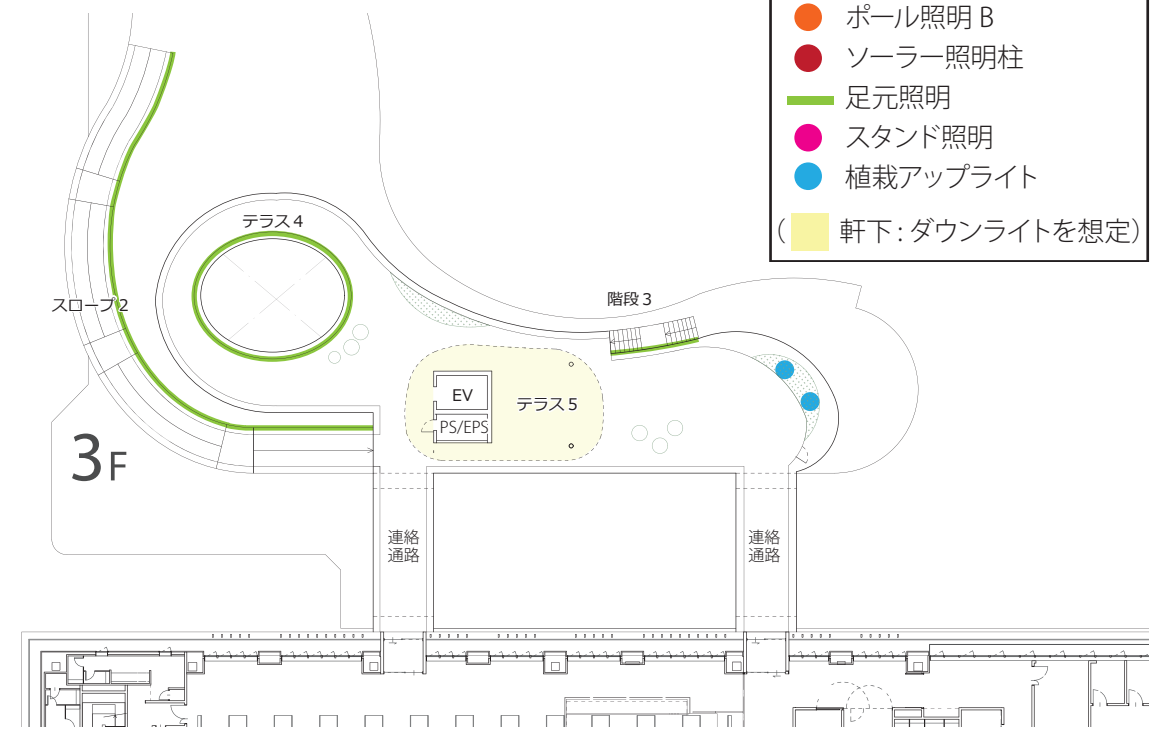 ポール照明 B
ソーラー照明柱
足元照明
スタンド照明
植栽アップライト
(軒下:ダウンライトを想定)
テラス4
スロープ2
階段3
EV
テラス5
PS/EPS
3F
連絡
通路
連絡
通路